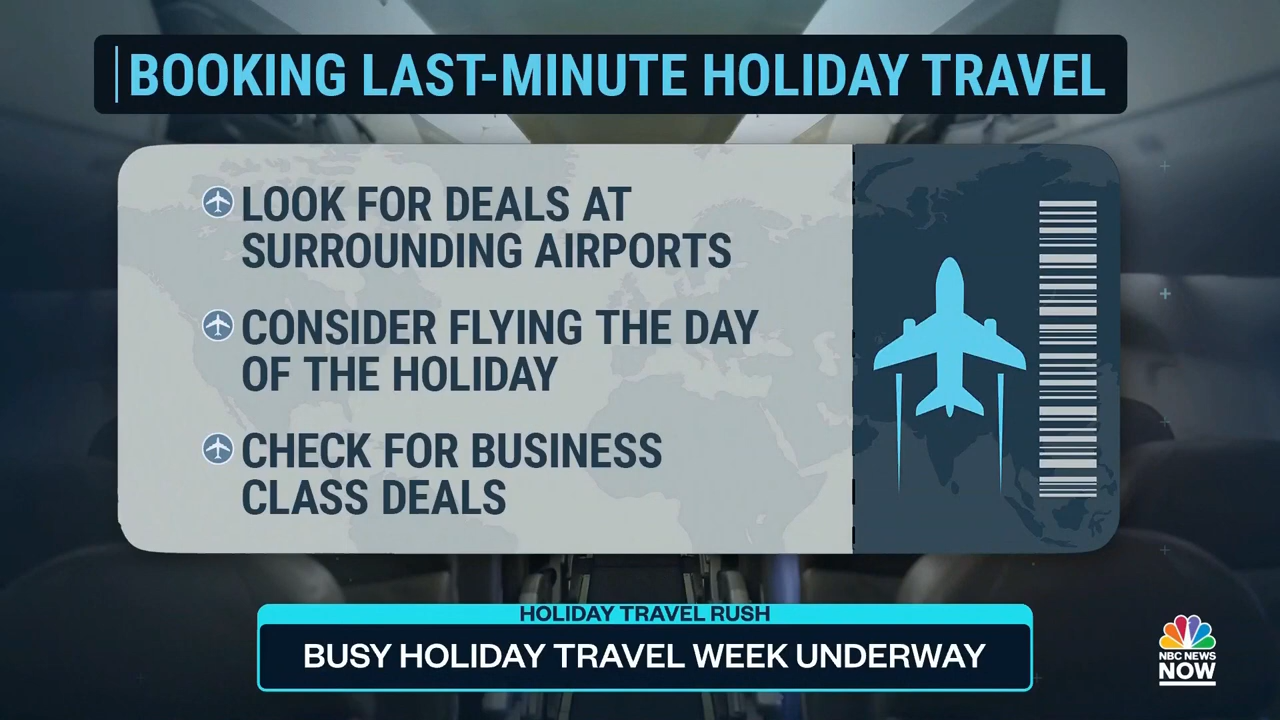 BOOKING LAST-MINUTE HOLIDAY TRAVEL
LOOK FOR DEALS AT
SURROUNDING AIRPORTS
CONSIDER FLYING THE DAY
OF THE HOLIDAY
CHECK FOR BUSINESS
CLASS DEALS
HOLIDAY TRAVEL RUSH
BUSY HOLIDAY TRAVEL WEEK UNDERWAY
NBC NEWS
NOW